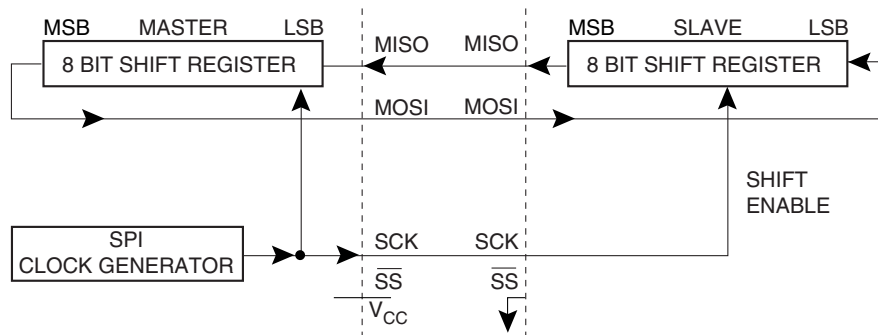 MSB MASTER LSB
MISO MISO
MSB SLAVE LSB
8 BIT SHIFT REGISTER
8 BIT SHIFT REGISTER
MOSI MOSI
SHIFT
ENABLE
SPI
CLOCK GENERATOR
SCK SCK
SS SS
VCC